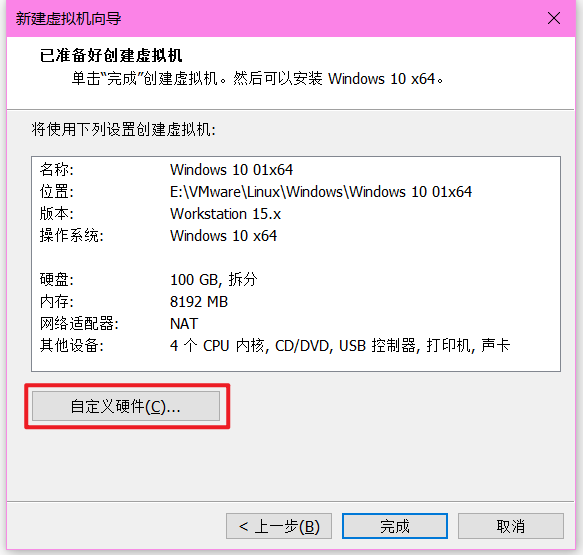 新建虚拟机向导
已准备好创建虚拟机
单击“完成”创建虚拟机。然后可以安装 Windows 10 x64。
将使用下列设置创建虚拟机:
名称: Windows 10 01x64
位置: E:\VMware\Linux\Windows\Windows 10 01x64
版本: Workstation 15.x
操作系统: Windows 10 x64
硬盘: 100 GB, 拆分
内存: 8192 MB
网络适配器: NAT
其他设备: 4 个 CPU 内核, CD/DVD, USB 控制器, 打印机, 声卡
自定义硬件(C)...
< 上一步(B) 完成 取消